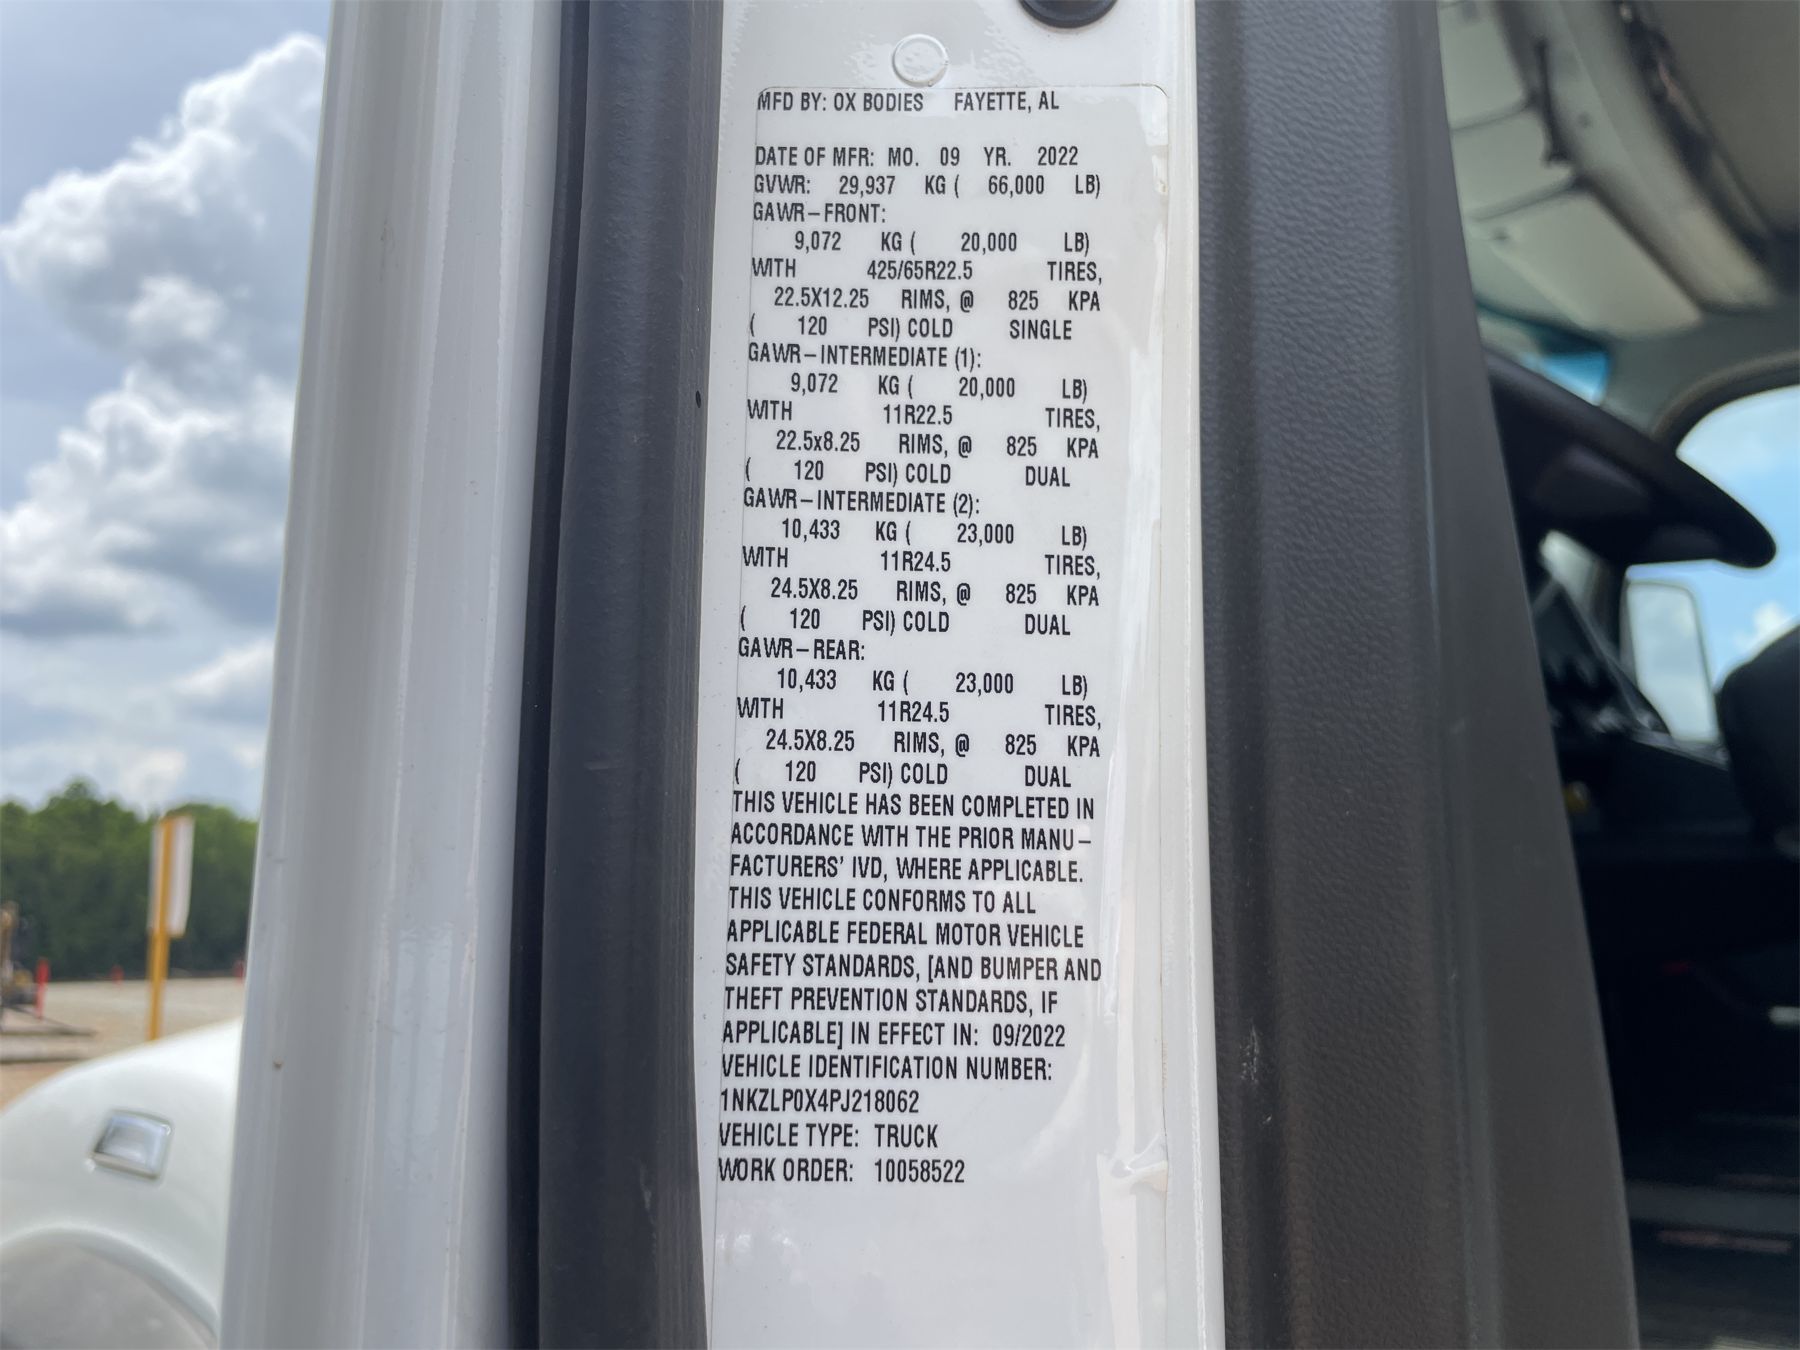 MFD BY: OX BODIES FAYETTE, AL
DATE OF MFR: MO. 09 YR. 2022
GVWR: 29,937 KG ( 66,000 LB)
GAWR-FRONT:
9,072 KG ( 20,000 LB)
WITH 425/65R22.5 TIRES,
22.5X12.25 RIMS, @ 825 KPA
( 120 PSI) COLD SINGLE
GAWR-INTERMEDIATE (1):
9,072 KG ( 20,000 LB)
WITH 11R22.5 TIRES,
22.5x8.25 RIMS, @ 825 KPA
( 120 PSI) COLD DUAL
GAWR-INTERMEDIATE (2):
10,433 KG ( 23,000 LB)
WITH 11R24.5 TIRES,
24.5X8.25 RIMS, @ 825 KPA
( 120 PSI) COLD DUAL
GAWR-REAR:
10,433 KG ( 23,000 LB)
WITH 11R24.5 TIRES,
24.5X8.25 RIMS, @ 825 KPA
( 120 PSI) COLD DUAL
THIS VEHICLE HAS BEEN COMPLETED IN
ACCORDANCE WITH THE PRIOR MANU-
FACTURERS' IVD, WHERE APPLICABLE.
THIS VEHICLE CONFORMS TO ALL
APPLICABLE FEDERAL MOTOR VEHICLE
SAFETY STANDARDS, [AND BUMPER AND
THEFT PREVENTION STANDARDS, IF
APPLICABLE] IN EFFECT IN: 09/2022
VEHICLE IDENTIFICATION NUMBER:
1NKZLP0X4PJ218062
VEHICLE TYPE: TRUCK
WORK ORDER: 10058522